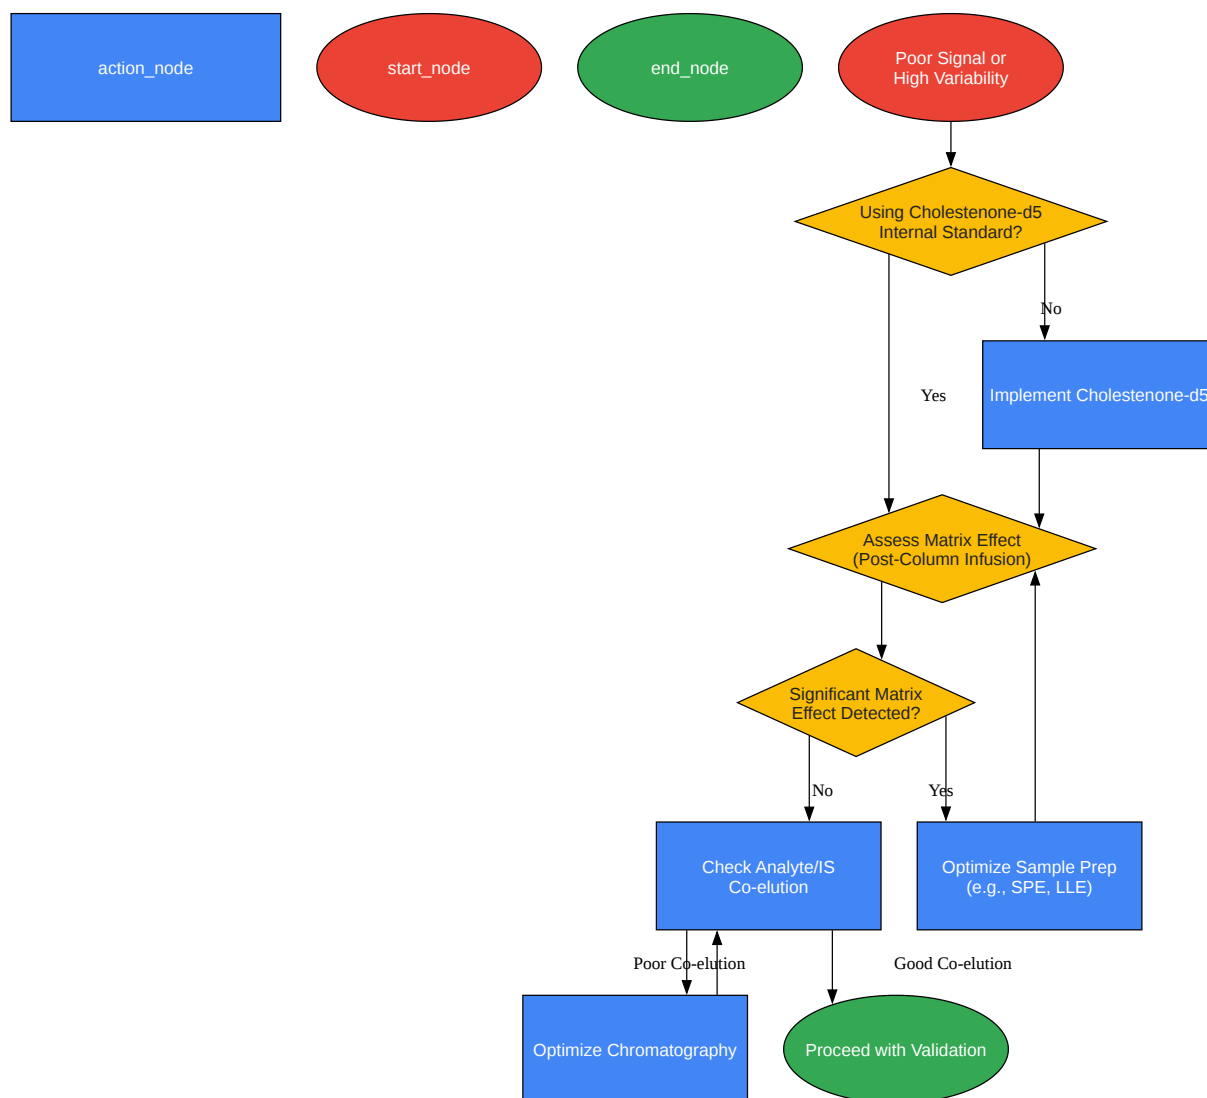 action_node
start_node
end_node
Poor Signal or
High Variability
Using Cholestenone-d5
Internal Standard?
No
Yes
Implement Cholestenone-d5
Assess Matrix Effect
(Post-Column Infusion)
Significant Matrix
Effect Detected?
No
Yes
Check Analyte/IS
Co-elution
Optimize Sample Prep
(e.g., SPE, LLE)
Poor Co-elution
Good Co-elution
Optimize Chromatography
Proceed with Validation